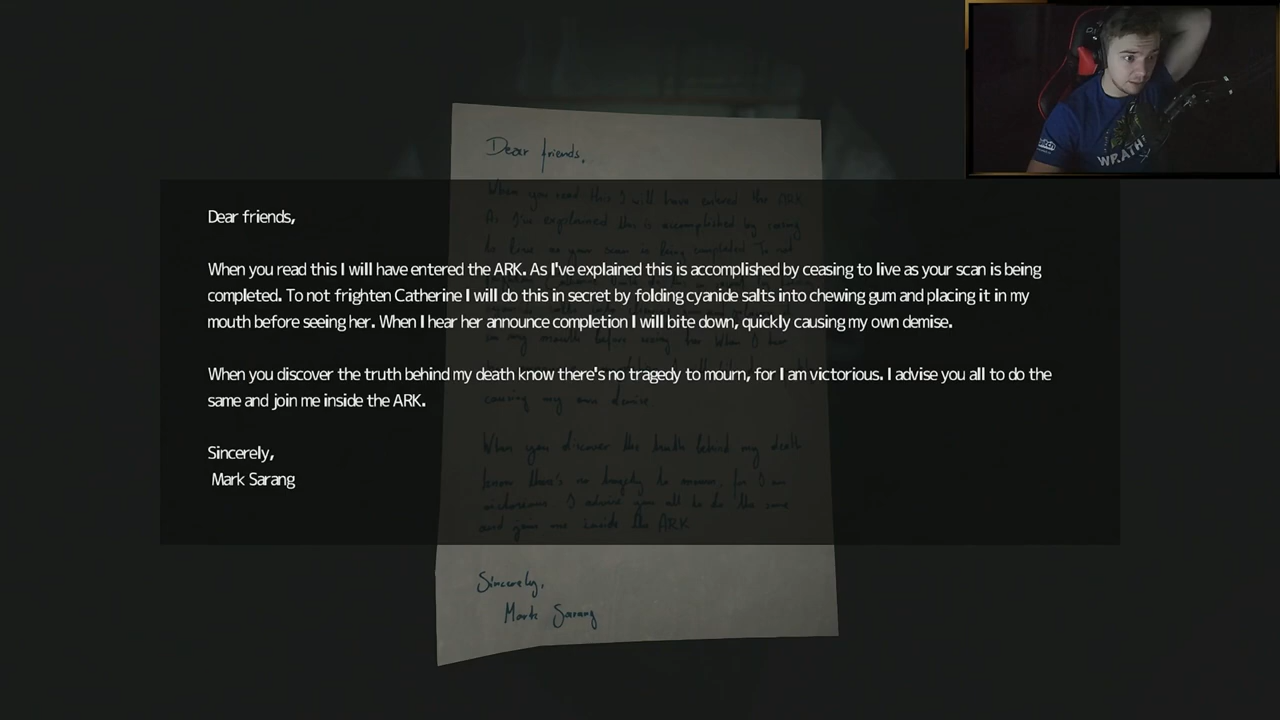 Dear friends,
Dear friends,
When you read this I will have entered the ARK. As I've explained this is accomplished by ceasing to live as your scan is being
completed. To not frighten Catherine I will do this in secret by folding cyanide salts into chewing gum and placing it in my
mouth before seeing her. When I hear her announce completion I will bite down, quickly causing my own demise.
When you discover the truth behind my death know there's no tragedy to mourn, for I am victorious. I advise you all to do the
same and join me inside the ARK.
Sincerely,
Mark Sarang
Sincerely,
Mark Sarang
twitch
WRATH